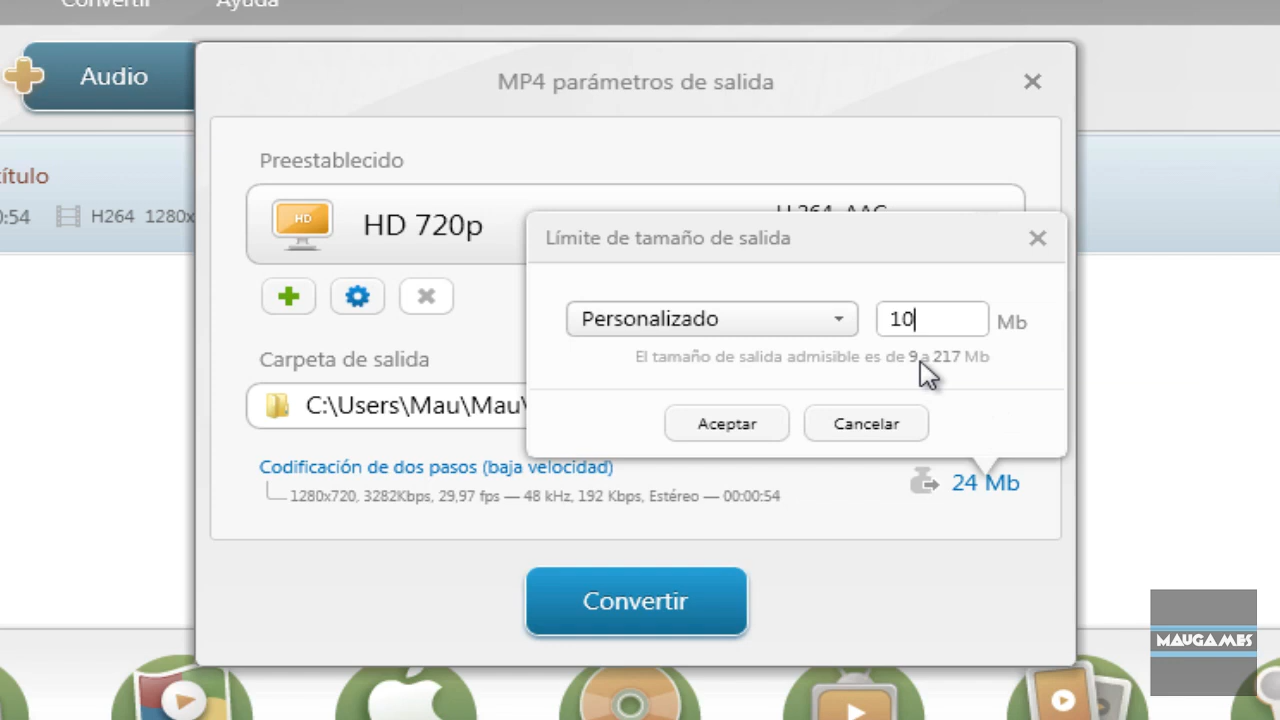 Convertir Ayuda
Audio
MP4 parámetros de salida
ítulo
:54 H264 1280x
Preestablecido
HD
HD 720p
H.264, AAC
Límite de tamaño de salida
Personalizado 10 Mb
El tamaño de salida admisible es de 9 a 217 Mb
Aceptar Cancelar
Carpeta de salida
C:\Users\Mau\Mau\
Codificación de dos pasos (baja velocidad)
1280x720, 3282Kbps, 29,97 fps — 48 kHz, 192 Kbps, Estéreo — 00:00:54
24 Mb
Convertir
MAUGAMES